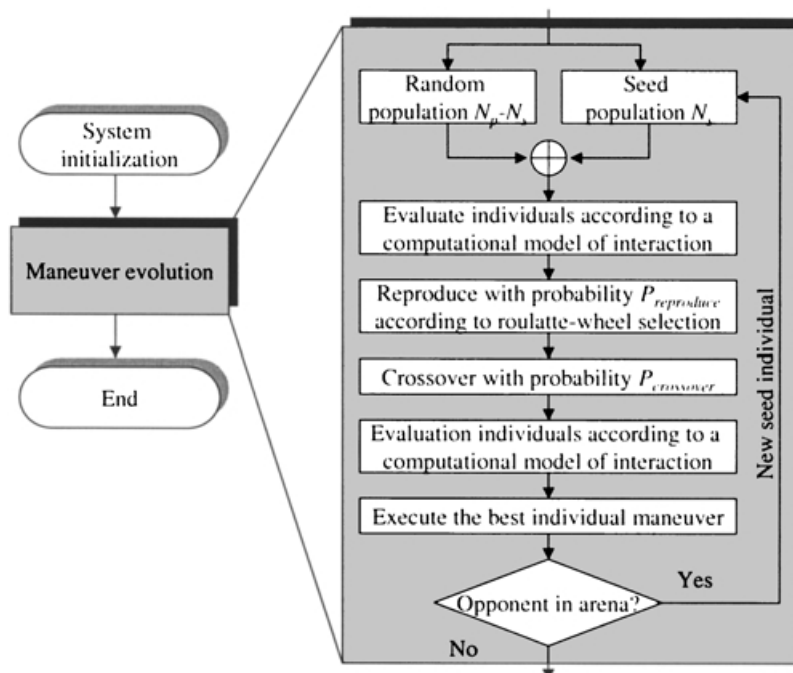 System
initialization
Maneuver evolution
End
Random
population N_p-N_s
Seed
population N_s
Evaluate individuals according to a
computational model of interaction
Reproduce with probability P_reproduce
according to roulatte-wheel selection
Crossover with probability P_crossover
Evaluation individuals according to a
computational model of interaction
Execute the best individual maneuver
Opponent in arena?
Yes
No
New seed individual